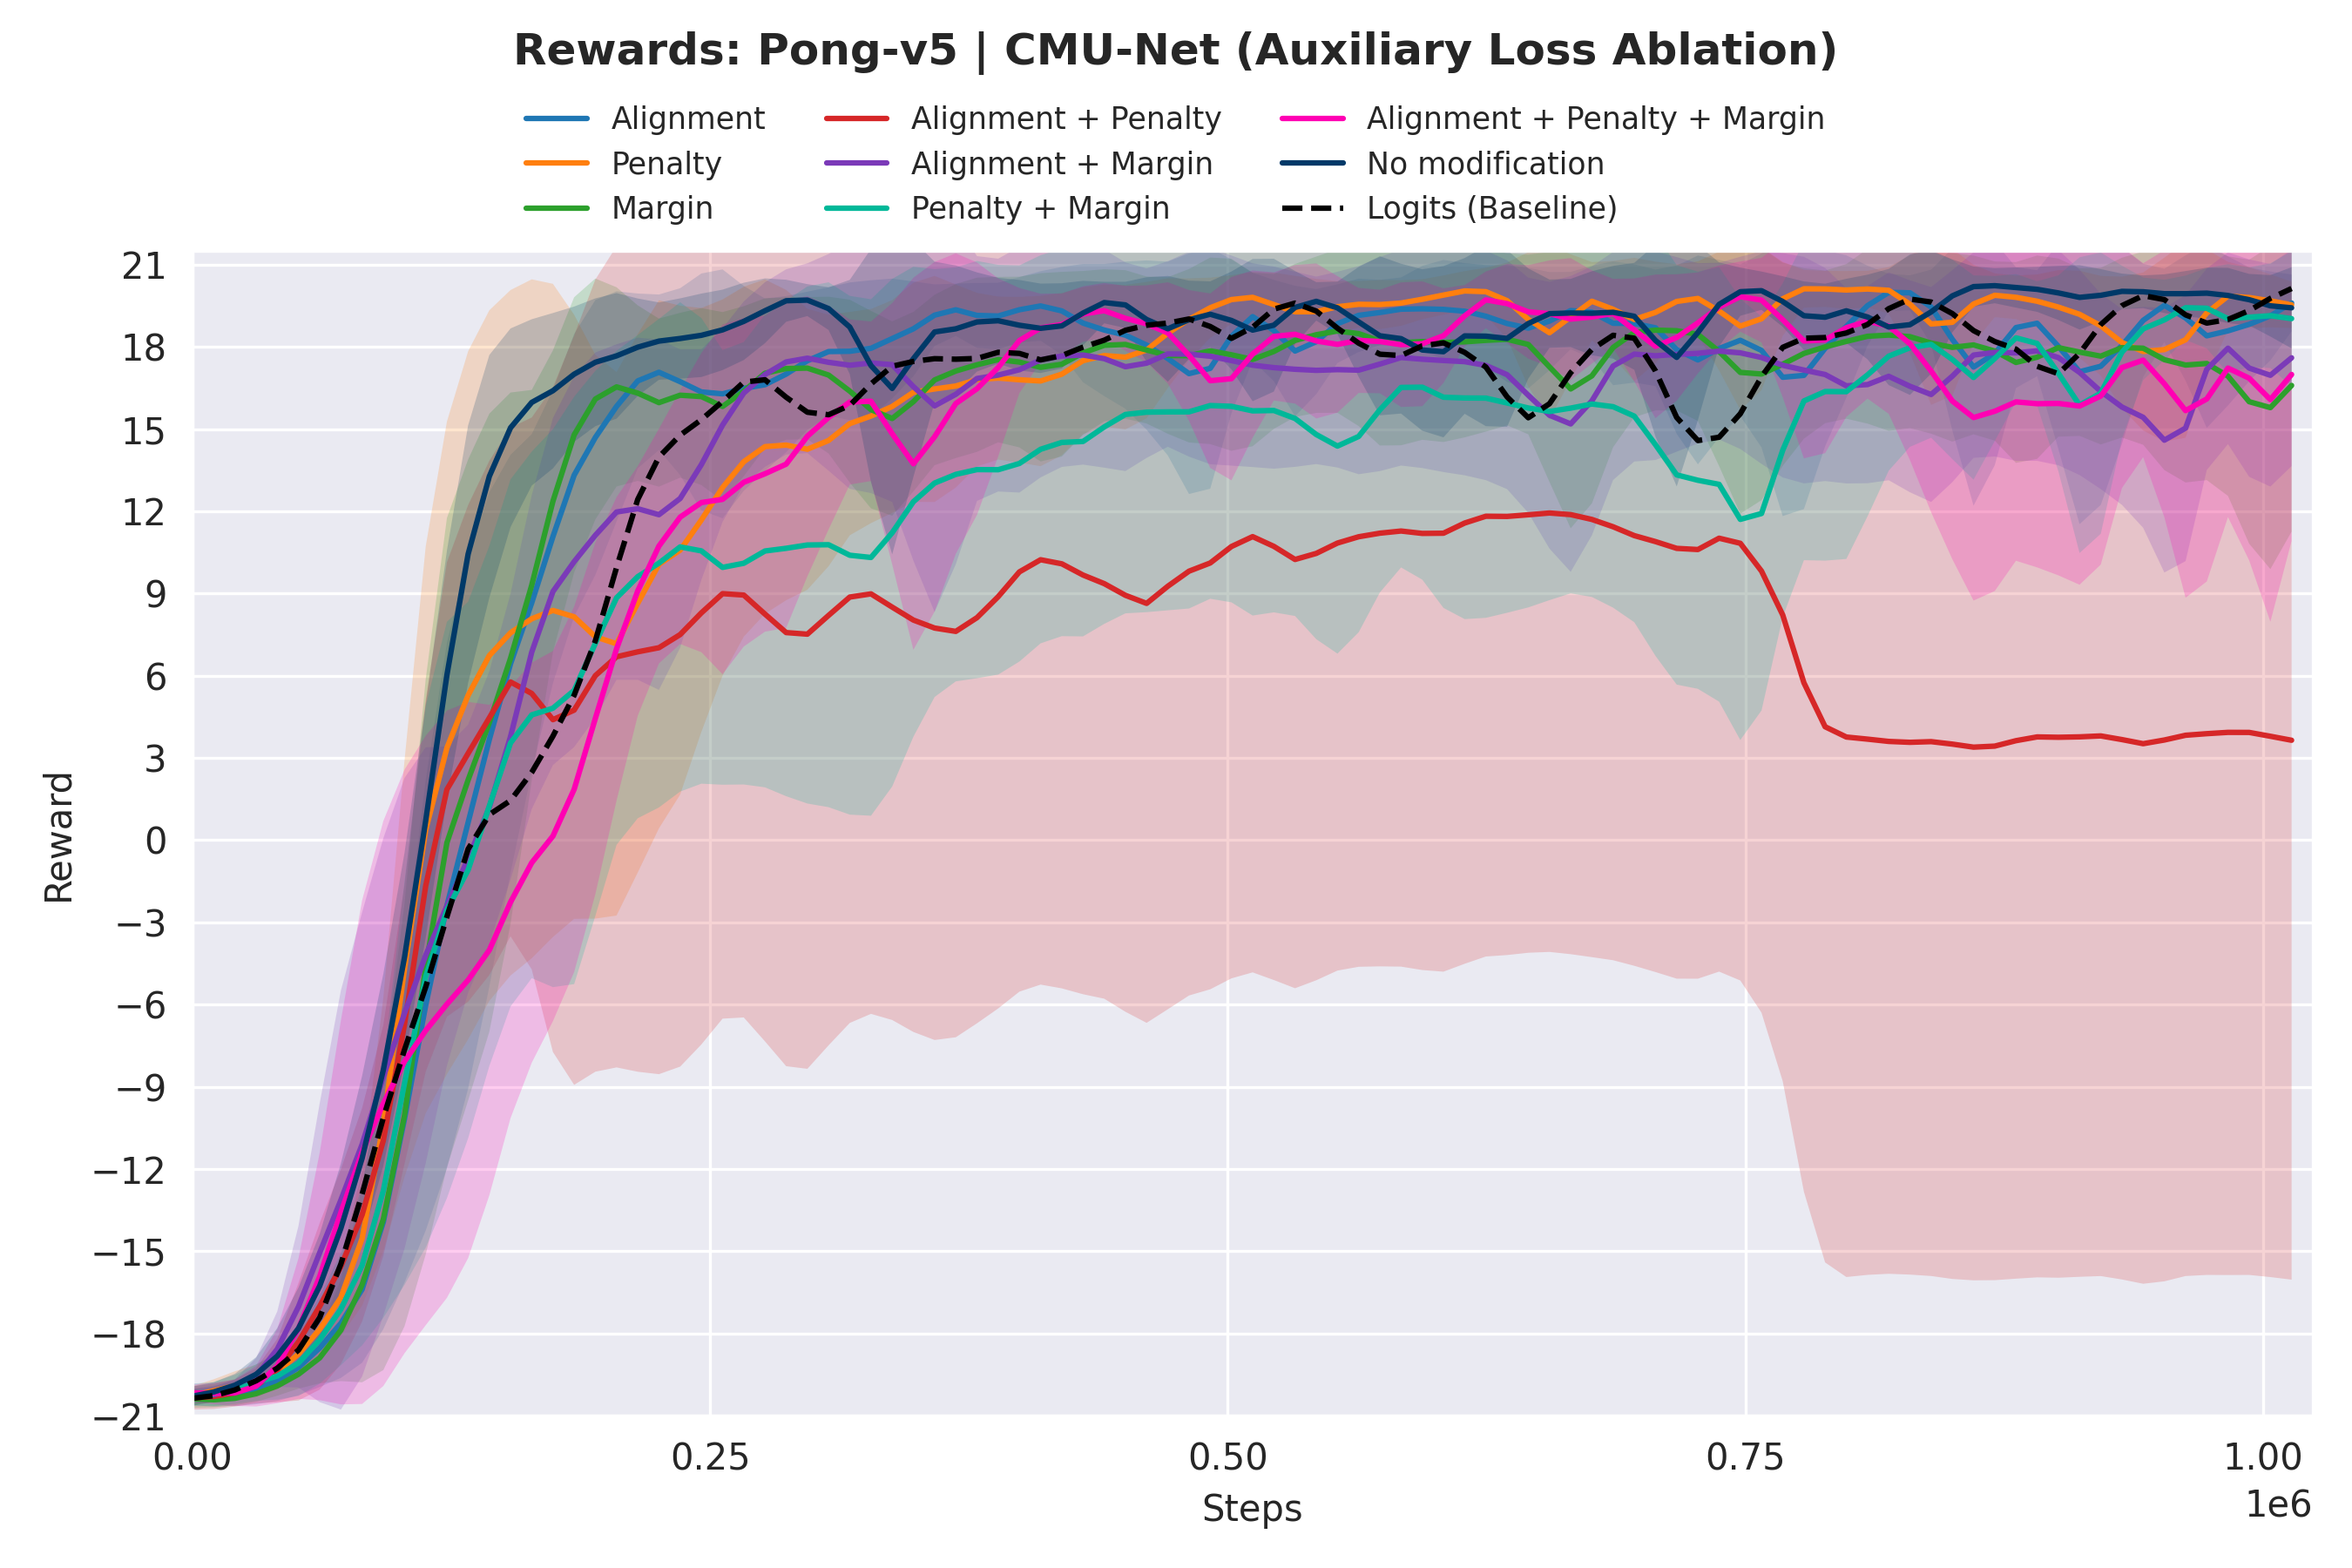 Rewards: Pong-v5 | CMU-Net (Auxiliary Loss Ablation)
Alignment
Penalty
Margin
Alignment + Penalty
Alignment + Margin
Penalty + Margin
Alignment + Penalty + Margin
No modification
Logits (Baseline)
21
18
15
12
9
6
3
0
−3
−6
−9
−12
−15
−18
−21
Reward
0.00 0.25 0.50 0.75 1.00
1e6
Steps